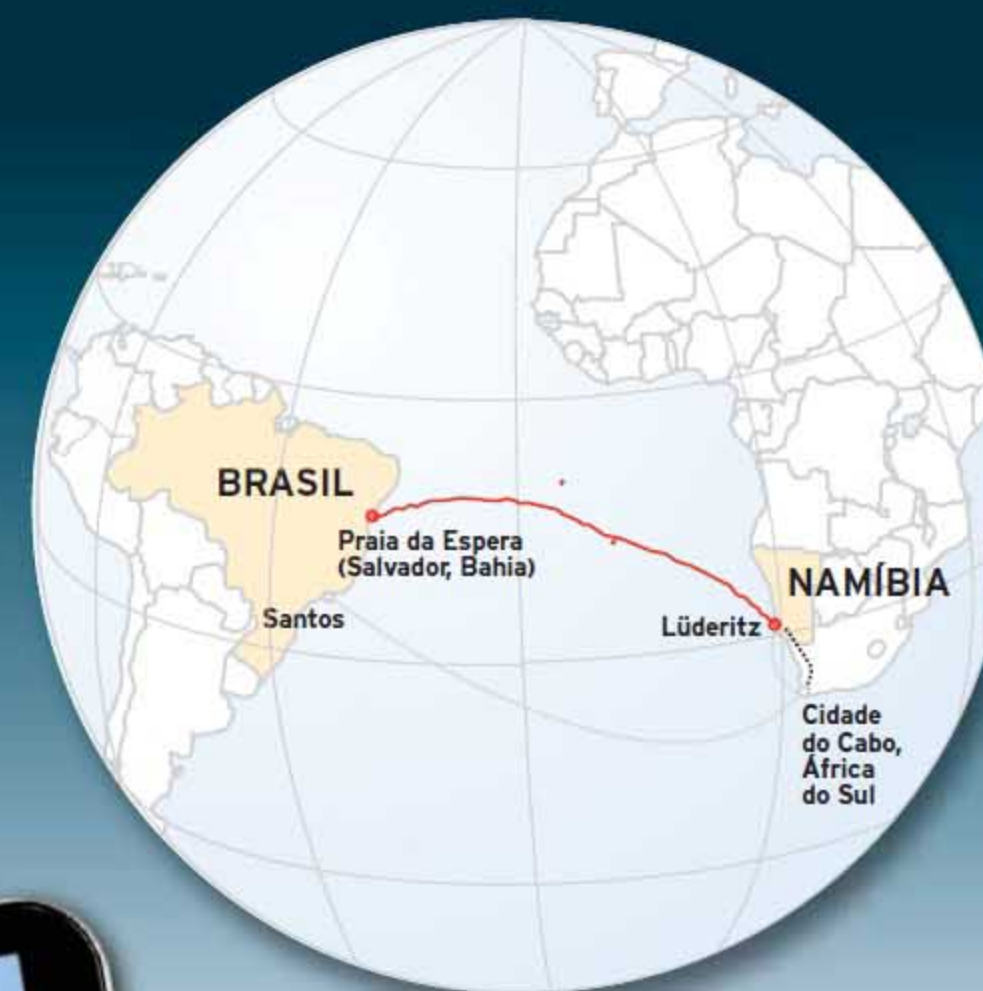 BRASIL
Praia da Espera
(Salvador, Bahia)
Santos
NAMÍBIA
Lüderitz
Cidade
do Cabo,
África
do Sul